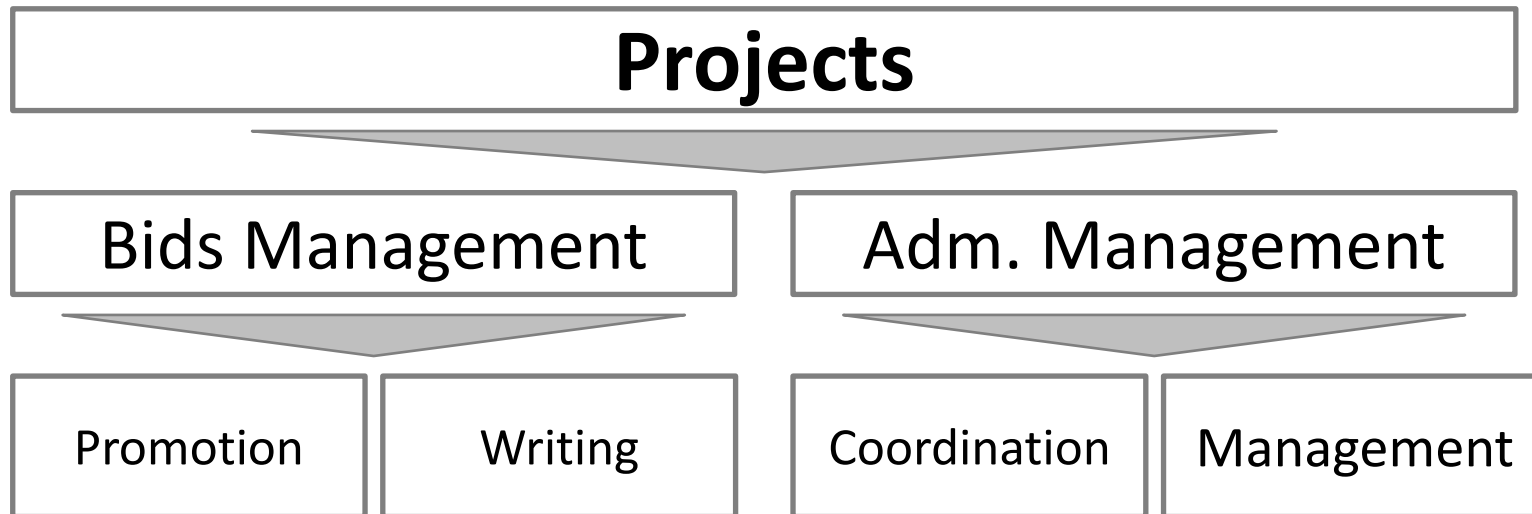 Projects
Bids Management
Adm. Management
Promotion
Writing
Coordination
Management